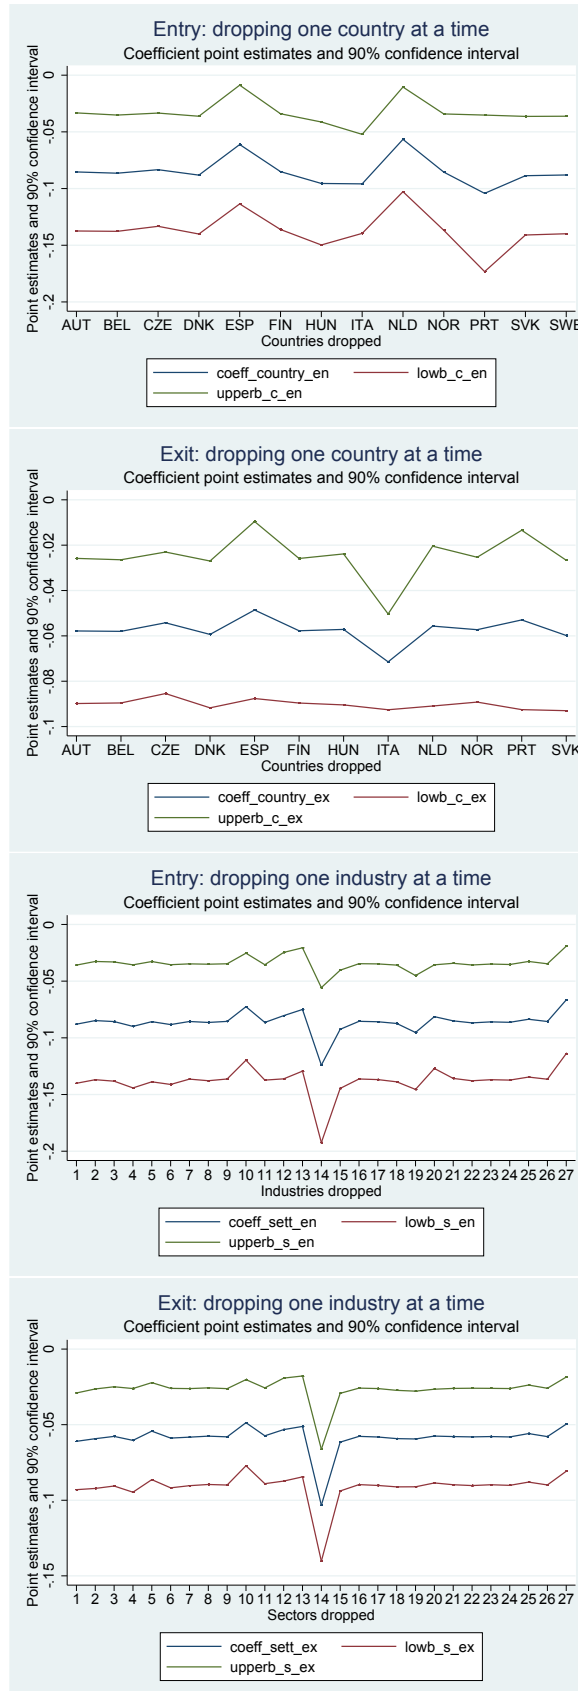 Entry: dropping one country at a time
Coefficient point estimates and 90% confidence interval
Point estimates and 90% confidence interval
0
-.05
-.1
-.15
-.2
AUT BEL CZE DNK ESP FIN HUN ITA NLD NOR PRT SVK SWE
Countries dropped
coeff_country_en lowb_c_en
upperb_c_en
Exit: dropping one country at a time
Coefficient point estimates and 90% confidence interval
Point estimates and 90% confidence interval
0
-.02
-.04
-.06
-.08
-.1
AUT BEL CZE DNK ESP FIN HUN ITA NLD NOR PRT SVK
Countries dropped
coeff_country_ex lowb_c_ex
upperb_c_ex
Entry: dropping one industry at a time
Coefficient point estimates and 90% confidence interval
Point estimates and 90% confidence interval
0
-.05
-.1
-.15
-.2
1 2 3 4 5 6 7 8 9 10 11 12 13 14 15 16 17 18 19 20 21 22 23 24 25 26 27
Industries dropped
coeff_sett_en lowb_s_en
upperb_s_en
Exit: dropping one industry at a time
Coefficient point estimates and 90% confidence interval
Point estimates and 90% confidence interval
0
-.05
-.1
-.15
1 2 3 4 5 6 7 8 9 10 11 12 13 14 15 16 17 18 19 20 21 22 23 24 25 26 27
Sectors dropped
coeff_sett_ex lowb_s_ex
upperb_s_ex